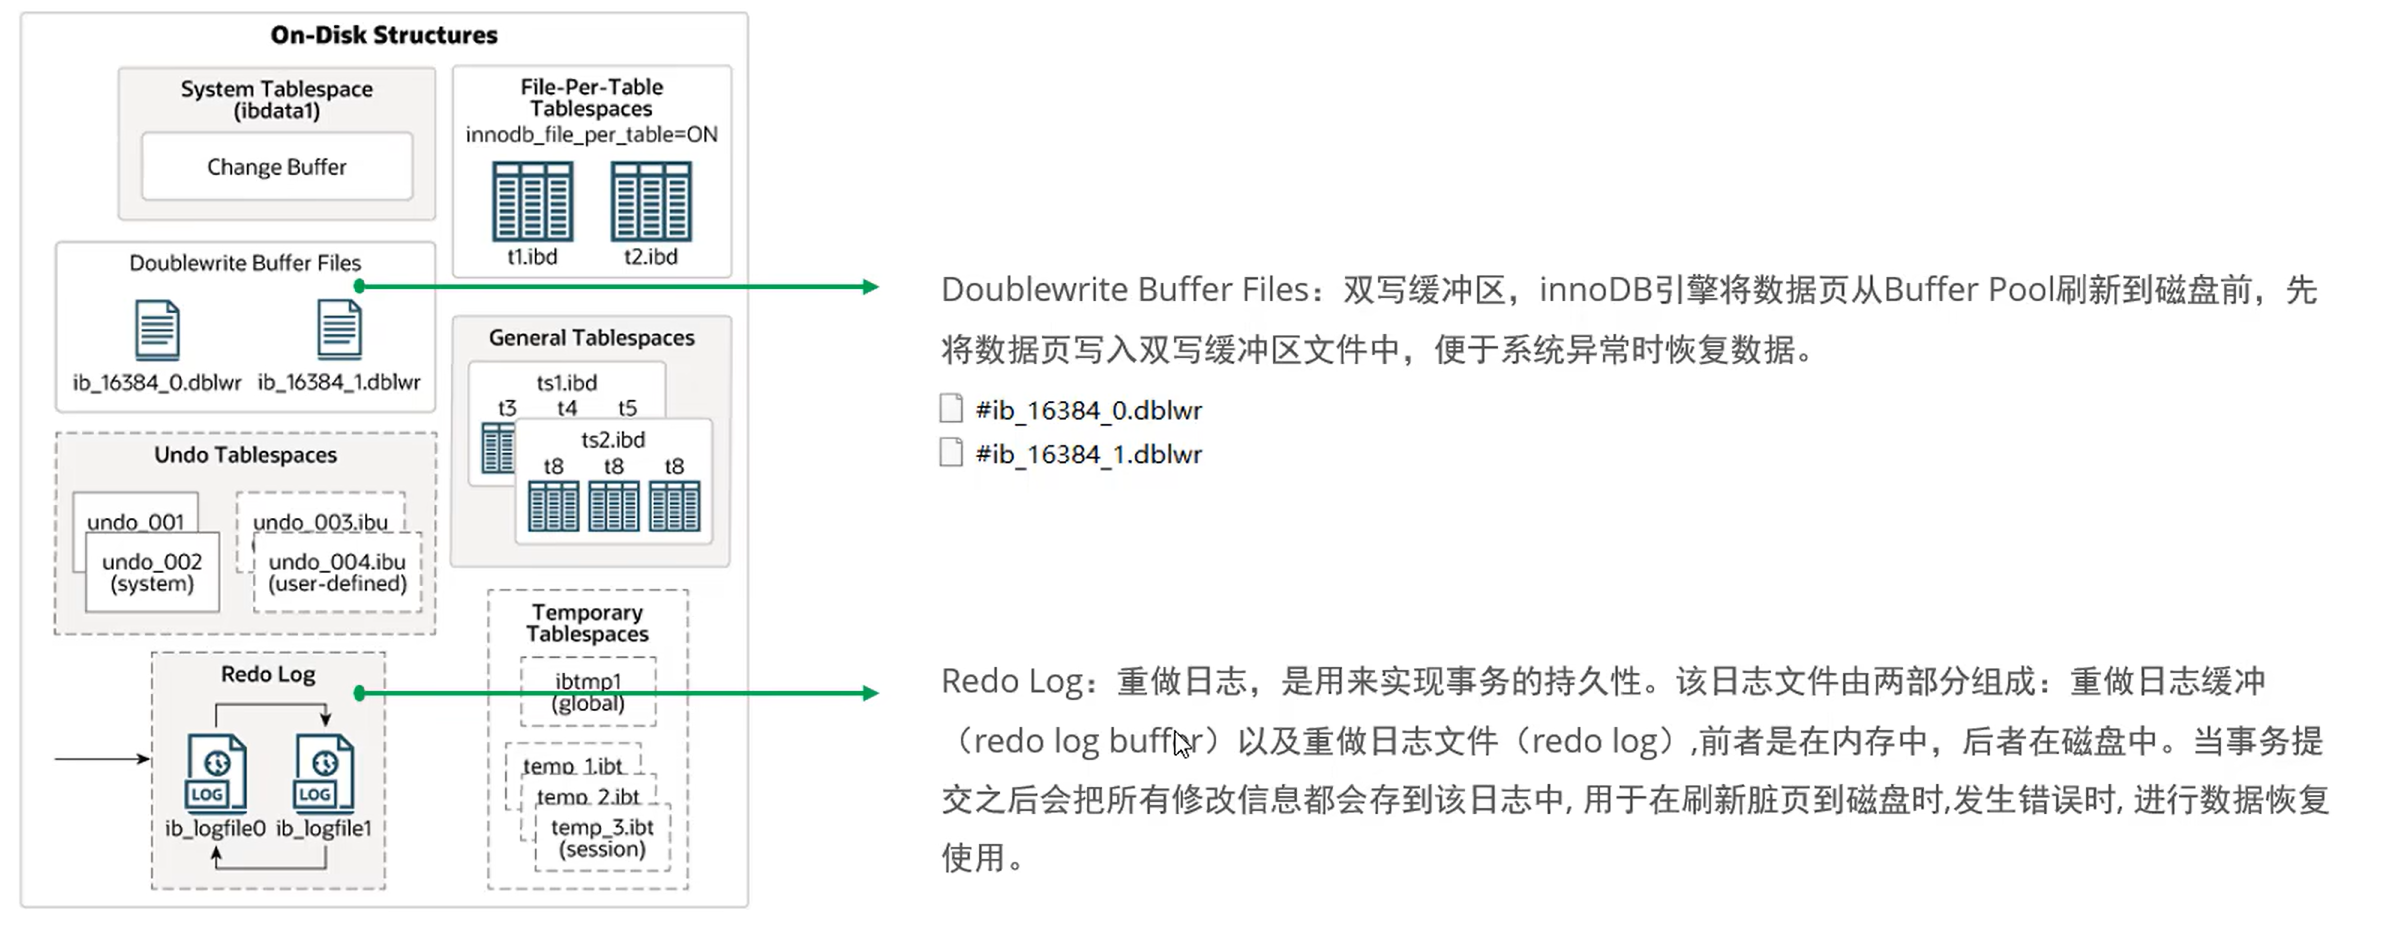 On-Disk Structures
System Tablespace
(ibdata1)
Change Buffer
File-Per-Table
Tablespaces
innodb_file_per_table=ON
t1.ibd
t2.ibd
Doublewrite Buffer Files
ib_16384_0.dblwr
ib_16384_1.dblwr
General Tablespaces
ts1.ibd
t3 t4 t5
ts2.ibd
t8 t8 t8
Undo Tablespaces
undo_001
undo_002
(system)
undo_003.ibu
undo_004.ibu
(user-defined)
Temporary
Tablespaces
ibtmp1
(global)
temp_1.ibt
temp_2.ibt
temp_3.ibt
(session)
Redo Log
LOG
LOG
ib_logfile0
ib_logfile1
Doublewrite Buffer Files：双写缓冲区，innoDB引擎将数据页从Buffer Pool刷新到磁盘前，先
将数据页写入双写缓冲区文件中，便于系统异常时恢复数据。
#ib_16384_0.dblwr
#ib_16384_1.dblwr
Redo Log：重做日志，是用来实现事务的持久性。该日志文件由两部分组成：重做日志缓冲
（redo log buffer）以及重做日志文件（redo log）,前者是在内存中，后者在磁盘中。当事务提
交之后会把所有修改信息都会存到该日志中, 用于在刷新脏页到磁盘时,发生错误时, 进行数据恢复
使用。